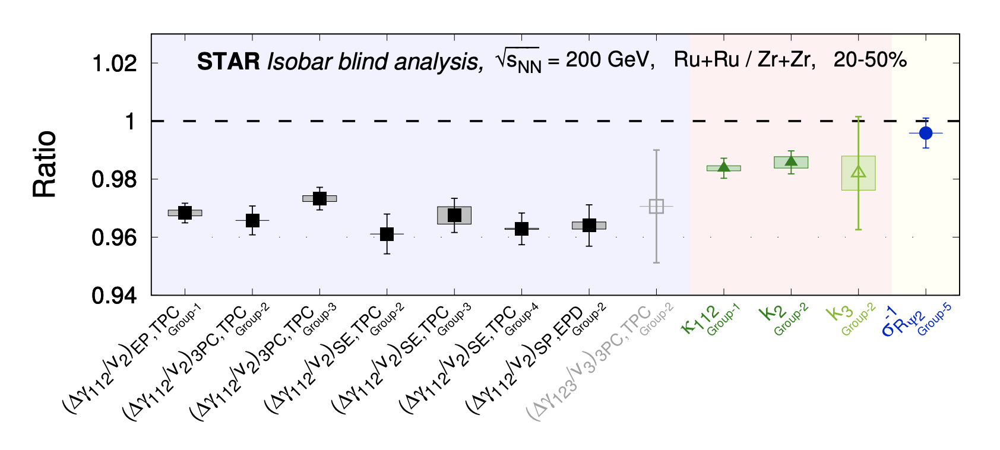 STAR Isobar blind analysis, √sNN = 200 GeV, Ru+Ru / Zr+Zr, 20-50%
Ratio
1.02
1
0.98
0.96
0.94
(Δγ112/v2)EP,TPC Group-1
(Δγ112/v2)3PC,TPC Group-2
(Δγ112/v2)3PC,TPC Group-3
(Δγ112/v2)SE,TPC Group-2
(Δγ112/v2)SE,TPC Group-3
(Δγ112/v2)SE,TPC Group-4
(Δγ112/v2)SP,EPD Group-2
(Δγ123/v3)3PC,TPC Group-2
κ112 Group-1
k2 Group-2
k3 Group-2
σ-1RΨ2 Group-5